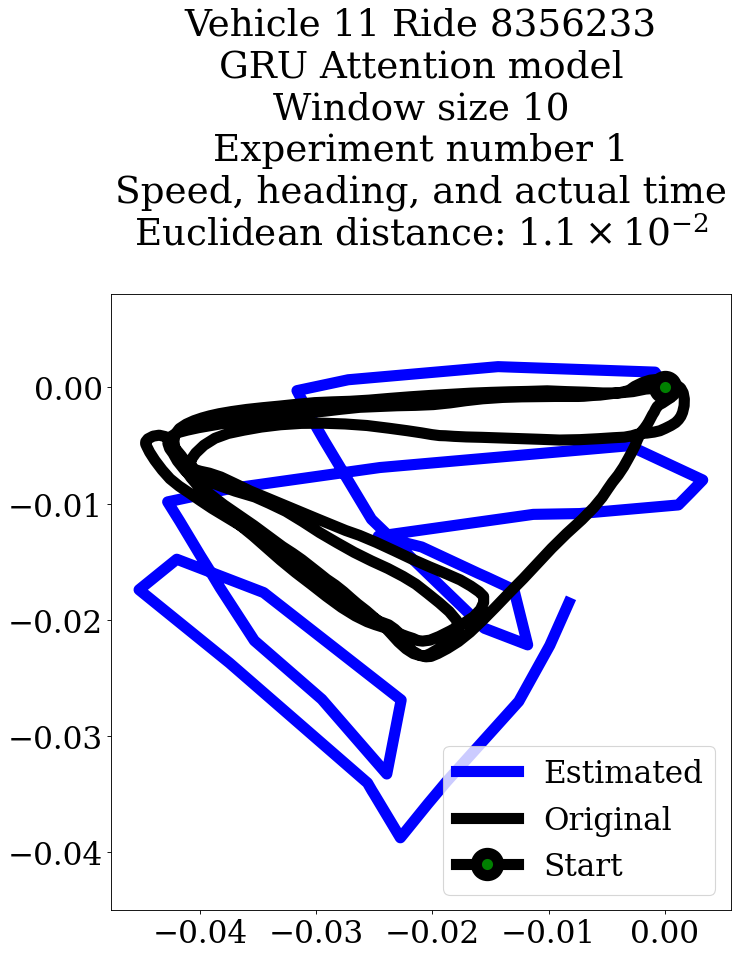 Vehicle 11 Ride 8356233
GRU Attention model
Window size 10
Experiment number 1
Speed, heading, and actual time
Euclidean distance: 1.1 × 10⁻²
0.00
−0.01
−0.02
−0.03
−0.04
Estimated
Original
Start
−0.04 −0.03 −0.02 −0.01 0.00